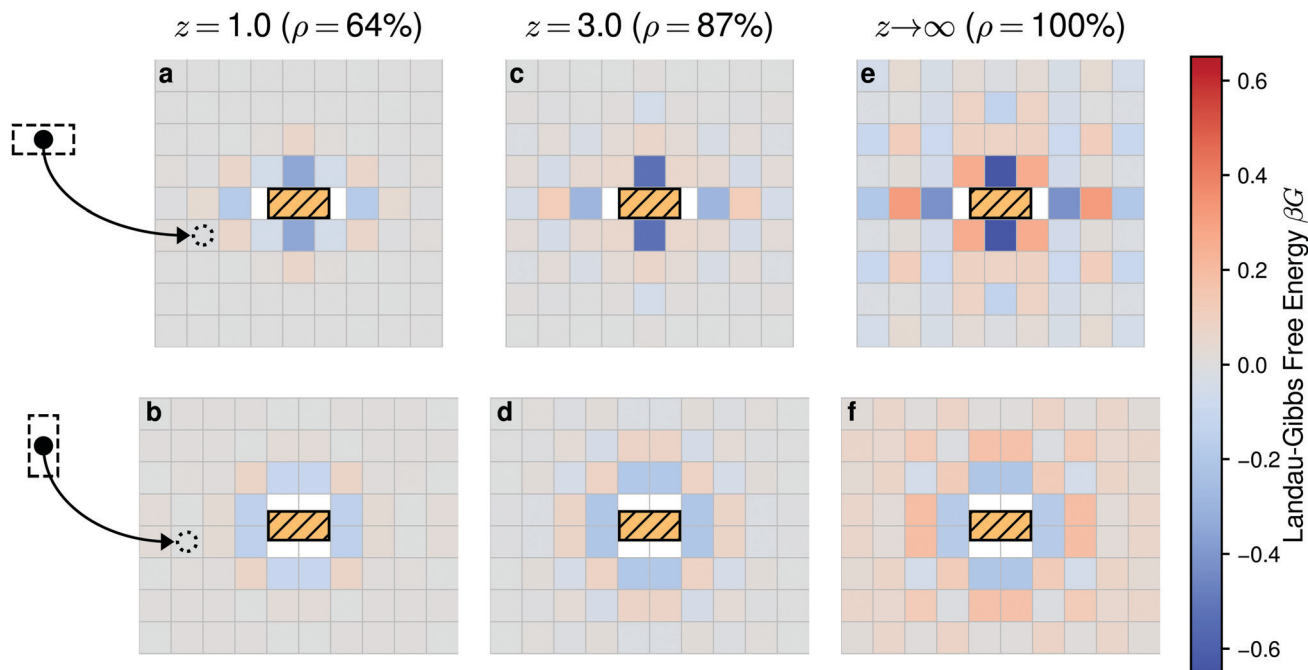 z = 1.0 (ρ = 64%)
z = 3.0 (ρ = 87%)
z→∞ (ρ = 100%)
a
c
e
b
d
f
0.6
0.4
0.2
0.0
−0.2
−0.4
−0.6
Landau-Gibbs Free Energy βG